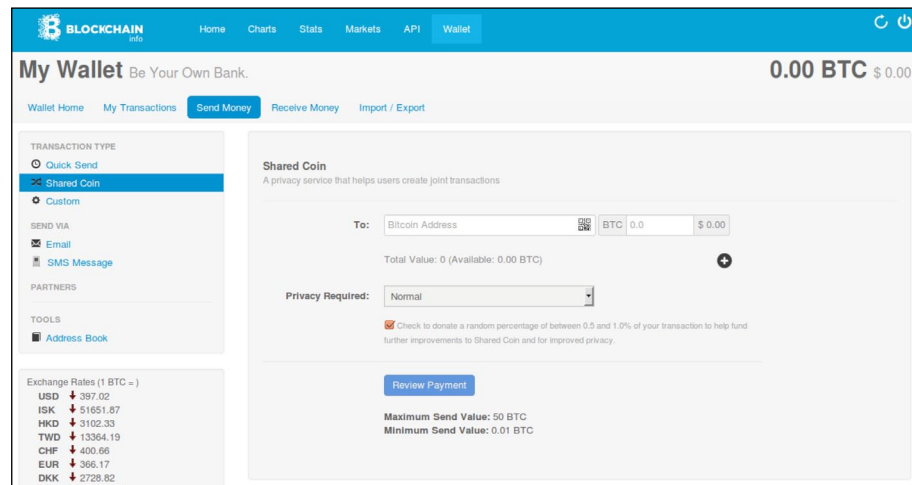 BLOCKCHAIN
info
Home Charts Stats Markets API Wallet
My Wallet Be Your Own Bank.
0.00 BTC $ 0.00
Wallet Home My Transactions Send Money Receive Money Import / Export
TRANSACTION TYPE
Quick Send
Shared Coin
Custom
SEND VIA
Email
SMS Message
PARTNERS
TOOLS
Address Book
Exchange Rates (1 BTC = )
USD 397.02
ISK 51651.87
HKD 3102.33
TWD 13364.19
CHF 400.66
EUR 366.17
DKK 2728.82
Shared Coin
A privacy service that helps users create joint transactions
To: Bitcoin Address BTC 0.0 $ 0.00
Total Value: 0 (Available: 0.00 BTC)
Privacy Required: Normal
Check to donate a random percentage of between 0.5 and 1.0% of your transaction to help fund
further improvements to Shared Coin and for improved privacy.
Review Payment
Maximum Send Value: 50 BTC
Minimum Send Value: 0.01 BTC